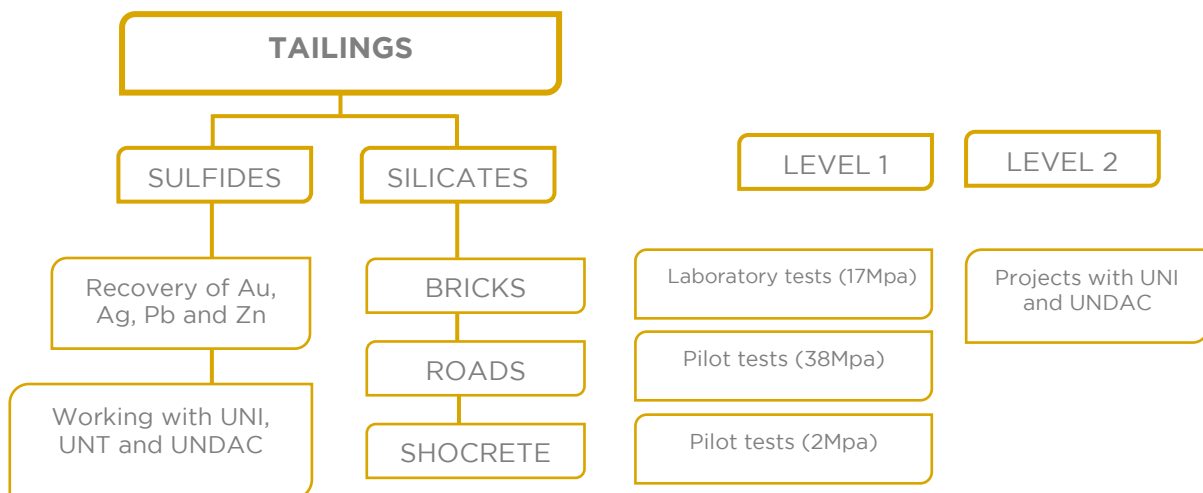 TAILINGS
SULFIDES
SILICATES
LEVEL 1
LEVEL 2
Recovery of Au,
Ag, Pb and Zn
BRICKS
Laboratory tests (17Mpa)
Projects with UNI
and UNDAC
ROADS
Pilot tests (38Mpa)
Working with UNI,
UNT and UNDAC
SHOCRETE
Pilot tests (2Mpa)